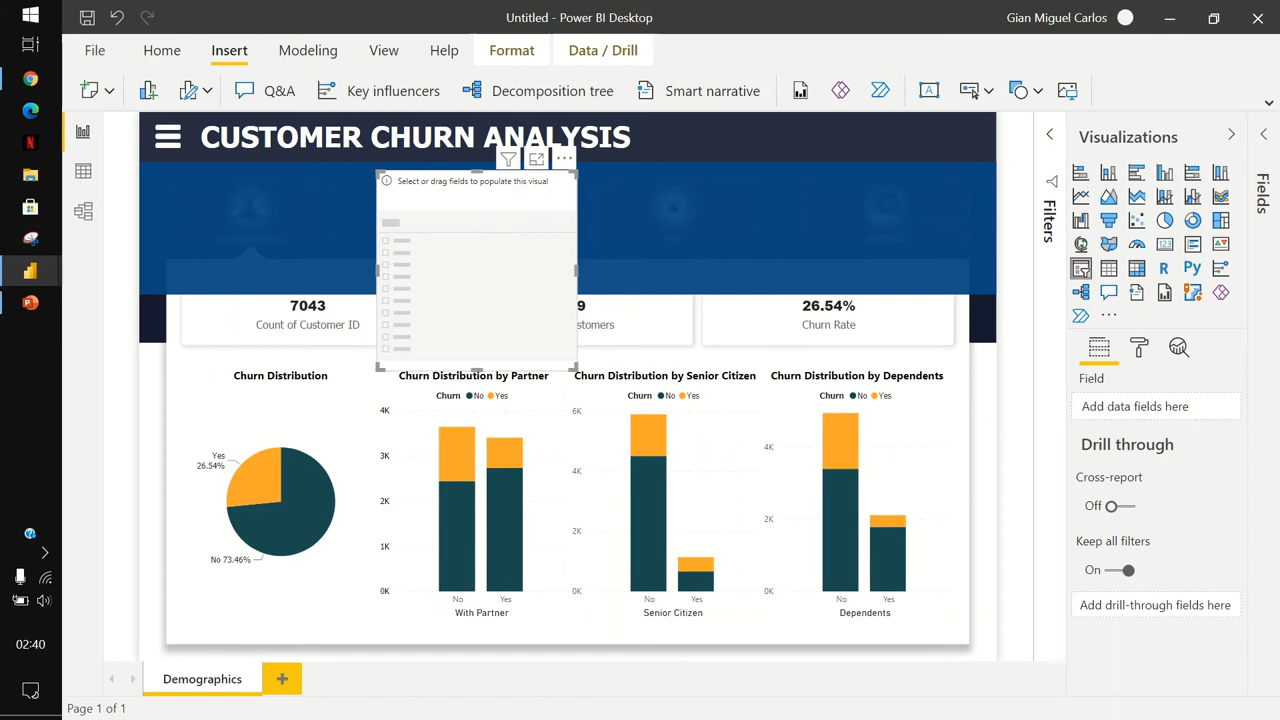 Untitled - Power BI Desktop
Gian Miguel Carlos
File
Home
Insert
Modeling
View
Help
Format
Data / Drill
Q&A
Key influencers
Decomposition tree
Smart narrative
CUSTOMER CHURN ANALYSIS
Select or drag fields to populate this visual
7043
Count of Customer ID
9
stomers
26.54%
Churn Rate
Churn Distribution
Yes
26.54%
No 73.46%
Churn Distribution by Partner
Churn No Yes
4K
3K
2K
1K
0K
No
Yes
With Partner
Churn Distribution by Senior Citizen
Churn No Yes
6K
4K
2K
0K
No
Yes
Senior Citizen
Churn Distribution by Dependents
Churn No Yes
4K
2K
0K
No
Yes
Dependents
Filters
Visualizations
R
Py
123
Field
Add data fields here
Drill through
Cross-report
Off
Keep all filters
On
Add drill-through fields here
Fields
Demographics
Page 1 of 1
02:40